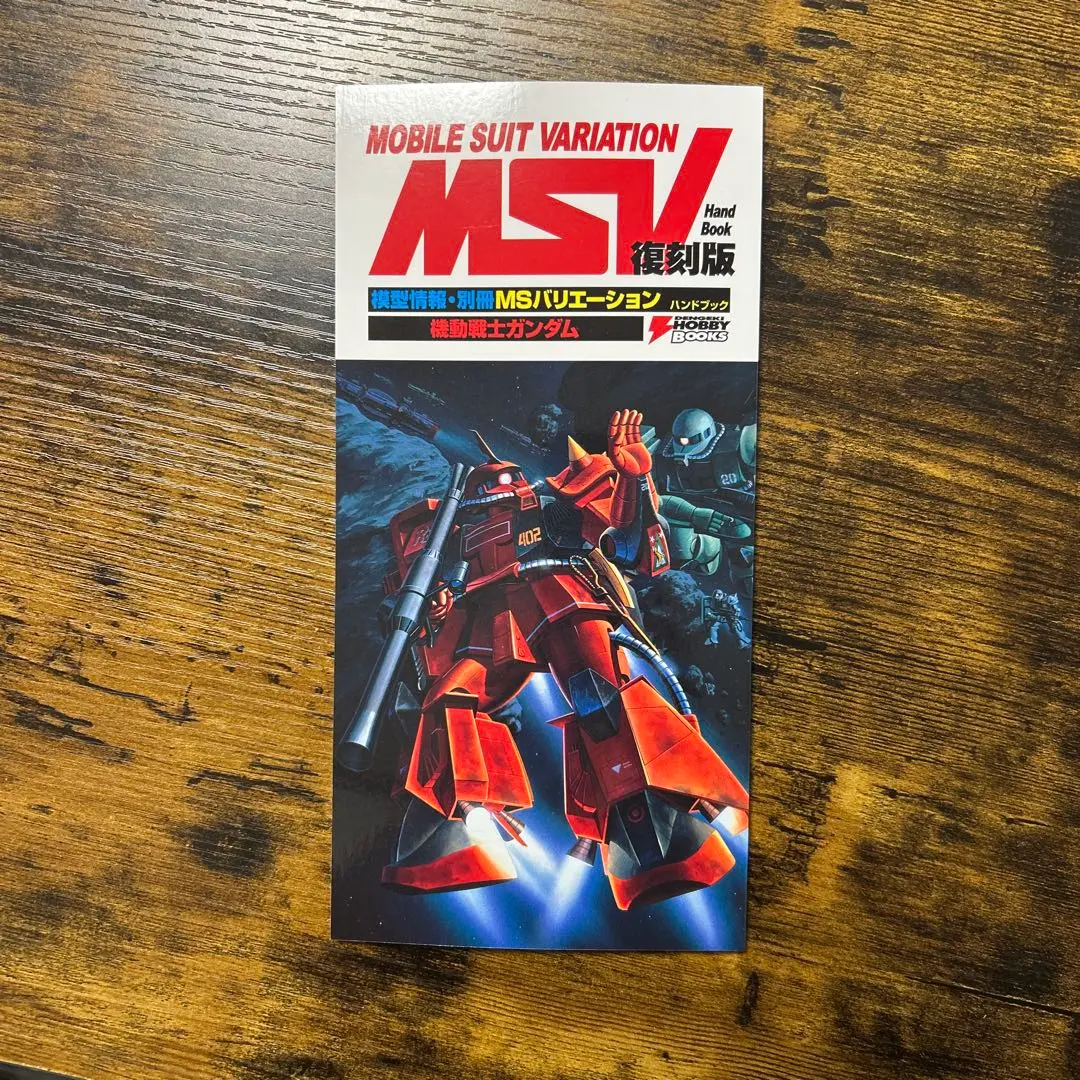 MOBILE SUIT VARIATION
MSV
Hand
Book
復刻版
模型情報・別冊MSバリエーション ハンドブック
機動戦士ガンダム
DENGEKI
HOBBY
BOOKS
402
20